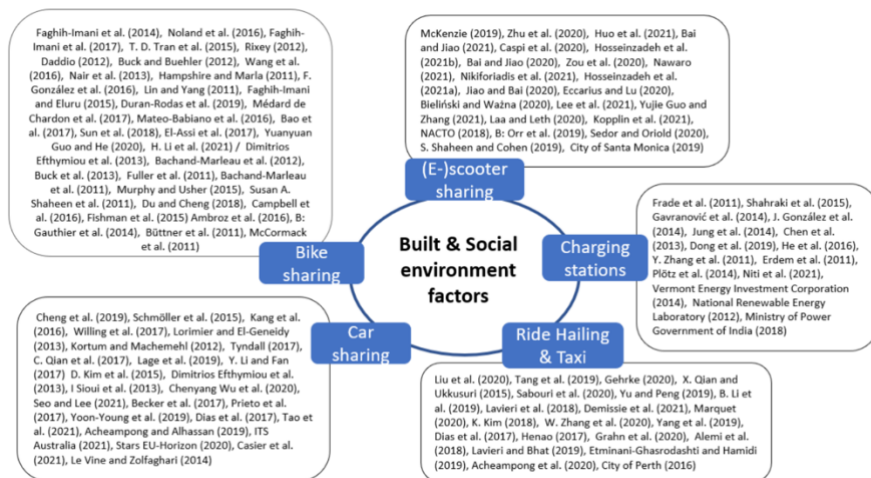 Faghih-Imani et al. (2014), Noland et al. (2016), Faghih-
Imani et al. (2017), T. D. Tran et al. (2015), Rixey (2012),
Daddio (2012), Buck and Buehler (2012), Wang et al.
(2016), Nair et al. (2013), Hampshire and Marla (2011), F.
González et al. (2016), Lin and Yang (2011), Faghih-Imani
and Eluru (2015), Duran-Rodas et al. (2019), Médard de
Chardon et al. (2017), Mateo-Babiano et al. (2016), Bao et
al. (2017), Sun et al. (2018), El-Assi et al. (2017), Yuanyuan
Guo and He (2020), H. Li et al. (2021) / Dimitrios
Efthymiou et al. (2013), Bachand-Marleau et al. (2012),
Buck et al. (2013), Fuller et al. (2011), Bachand-Marleau
et al. (2011), Murphy and Usher (2015), Susan A.
Shaheen et al. (2011), Du and Cheng (2018), Campbell et
al. (2016), Fishman et al. (2015) Ambroz et al. (2016), B:
Gauthier et al. (2014), Büttner et al. (2011), McCormack
et al. (2011)
McKenzie (2019), Zhu et al. (2020), Huo et al. (2021), Bai
and Jiao (2021), Caspi et al. (2020), Hosseinzadeh et al.
(2021b), Bai and Jiao (2020), Zou et al. (2020), Nawaro
(2021), Nikiforiadis et al. (2021), Hosseinzadeh et al.
(2021a), Jiao and Bai (2020), Eccarius and Lu (2020),
Bieliński and Ważna (2020), Lee et al. (2021), Yujie Guo and
Zhang (2021), Laa and Leth (2020), Kopplin et al. (2021),
NACTO (2018), B: Orr et al. (2019), Sedor and Oriold (2020),
S. Shaheen and Cohen (2019), City of Santa Monica (2019)
(E-)scooter
sharing
Bike
sharing
Built & Social
environment
factors
Charging
stations
Frade et al. (2011), Shahraki et al. (2015),
Gavranović et al. (2014), J. González et al.
(2014), Jung et al. (2014), Chen et al.
(2013), Dong et al. (2019), He et al. (2016),
Y. Zhang et al. (2011), Erdem et al. (2011),
Plötz et al. (2014), Niti et al. (2021),
Vermont Energy Investment Corporation
(2014), National Renewable Energy
Laboratory (2012), Ministry of Power
Government of India (2018)
Car
sharing
Ride Hailing
& Taxi
Cheng et al. (2019), Schmöller et al. (2015), Kang et al.
(2016), Willing et al. (2017), Lorimier and El-Geneidy
(2013), Kortum and Machemehl (2012), Tyndall (2017),
C. Qian et al. (2017), Lage et al. (2019), Y. Li and Fan
(2017) D. Kim et al. (2015), Dimitrios Efthymiou et al.
(2013), I Sioui et al. (2013), Chenyang Wu et al. (2020),
Seo and Lee (2021), Becker et al. (2017), Prieto et al.
(2017), Yoon-Young et al. (2019), Dias et al. (2017), Tao et
al. (2021), Acheampong and Alhassan (2019), ITS
Australia (2021), Stars EU-Horizon (2020), Casier et al.
(2021), Le Vine and Zolfaghari (2014)
Liu et al. (2020), Tang et al. (2019), Gehrke (2020), X. Qian and
Ukkusuri (2015), Sabouri et al. (2020), Yu and Peng (2019), B. Li et
al. (2019), Lavieri et al. (2018), Demissie et al. (2021), Marquet
(2020), K. Kim (2018), W. Zhang et al. (2020), Yang et al. (2019),
Dias et al. (2017), Henao (2017), Grahn et al. (2020), Alemi et al.
(2018), Lavieri and Bhat (2019), Etminani-Ghasrodashti and Hamidi
(2019), Acheampong et al. (2020), City of Perth (2016)